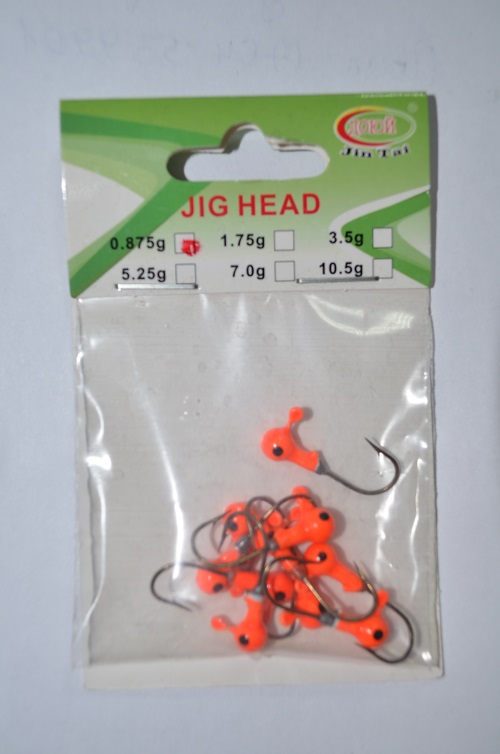 Jin Tai
JIG HEAD
0.875g 1.75g 3.5g
5.25g 7.0g 10.5g